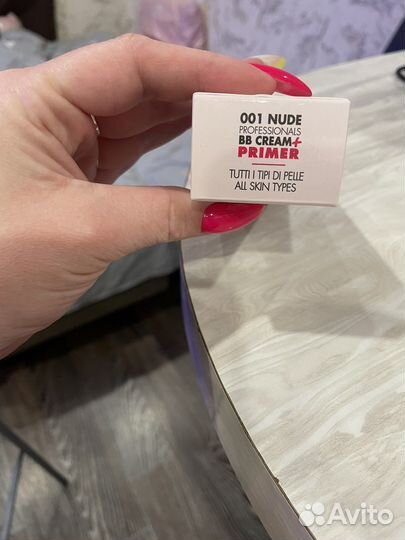 001 NUDE
PROFESSIONALS
BB CREAM+
PRIMER
TUTTI I TIPI DI PELLE
ALL SKIN TYPES
Avito